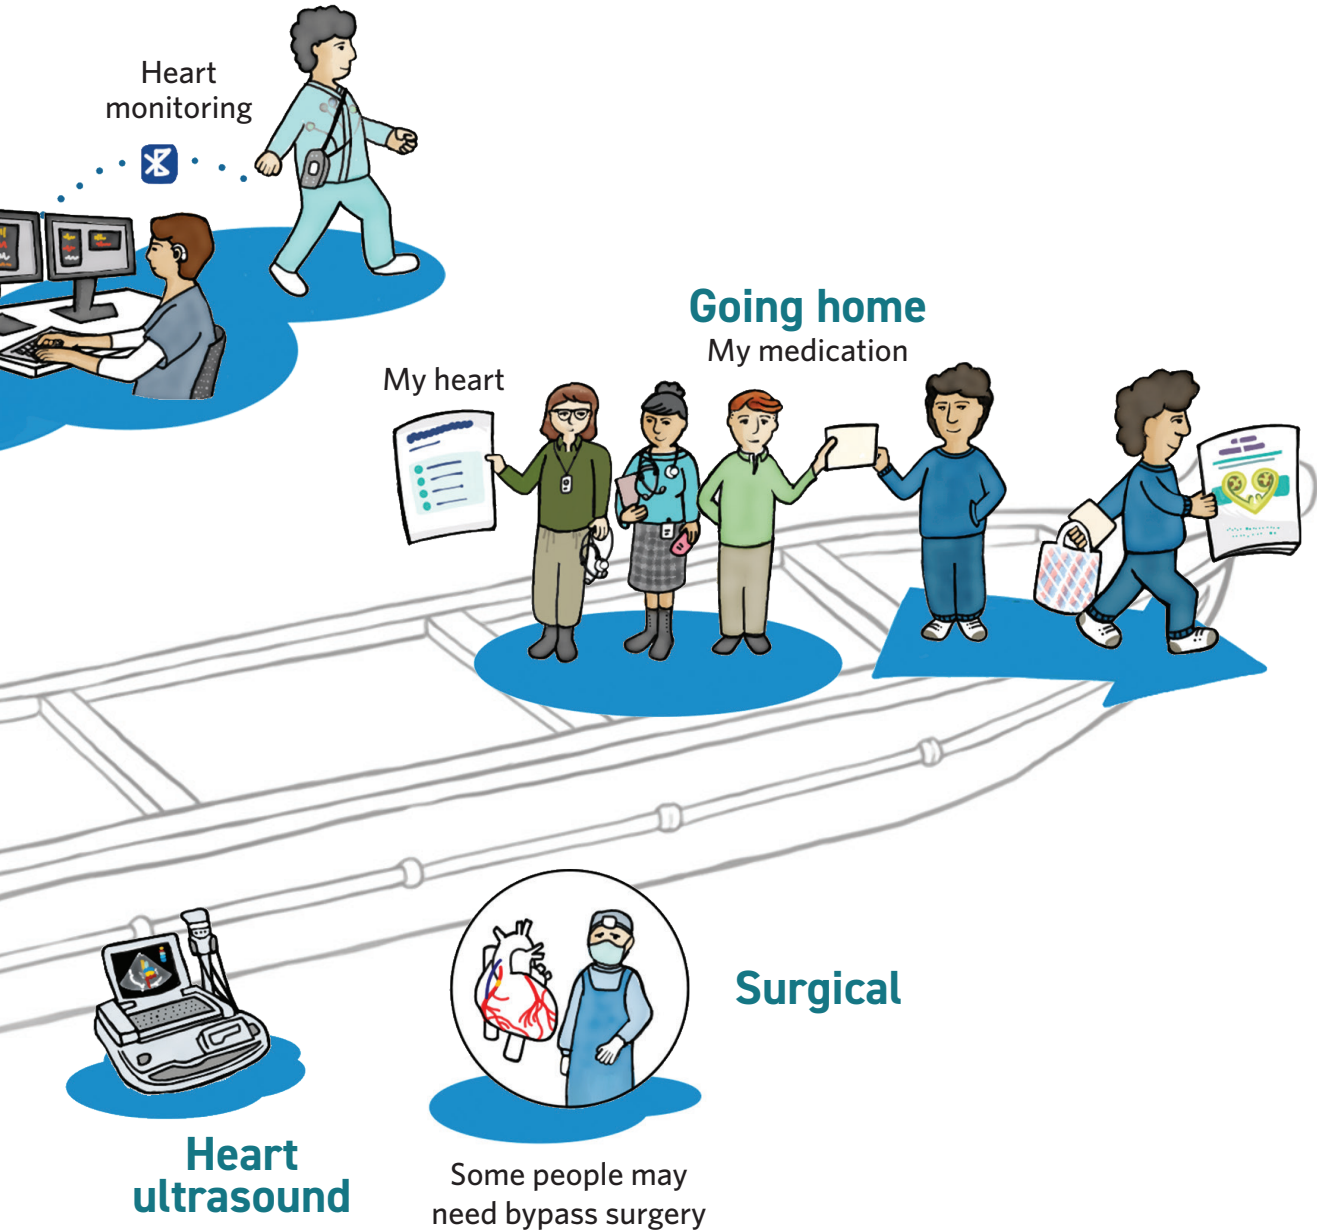 Heart
monitoring
Going home
My medication
My heart
Surgical
Heart
ultrasound
Some people may
need bypass surgery